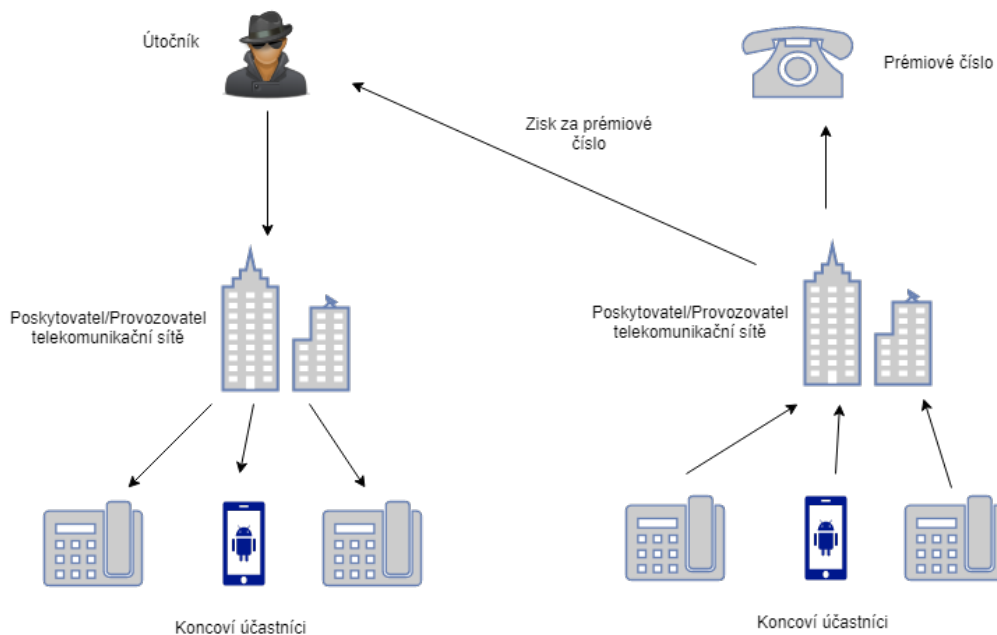 Útočník
Prémiové číslo
Zisk za prémiové
číslo
Poskytovatel/Provozovatel
telekomunikační sítě
Poskytovatel/Provozovatel
telekomunikační sítě
Koncoví účastníci
Koncoví účastníci